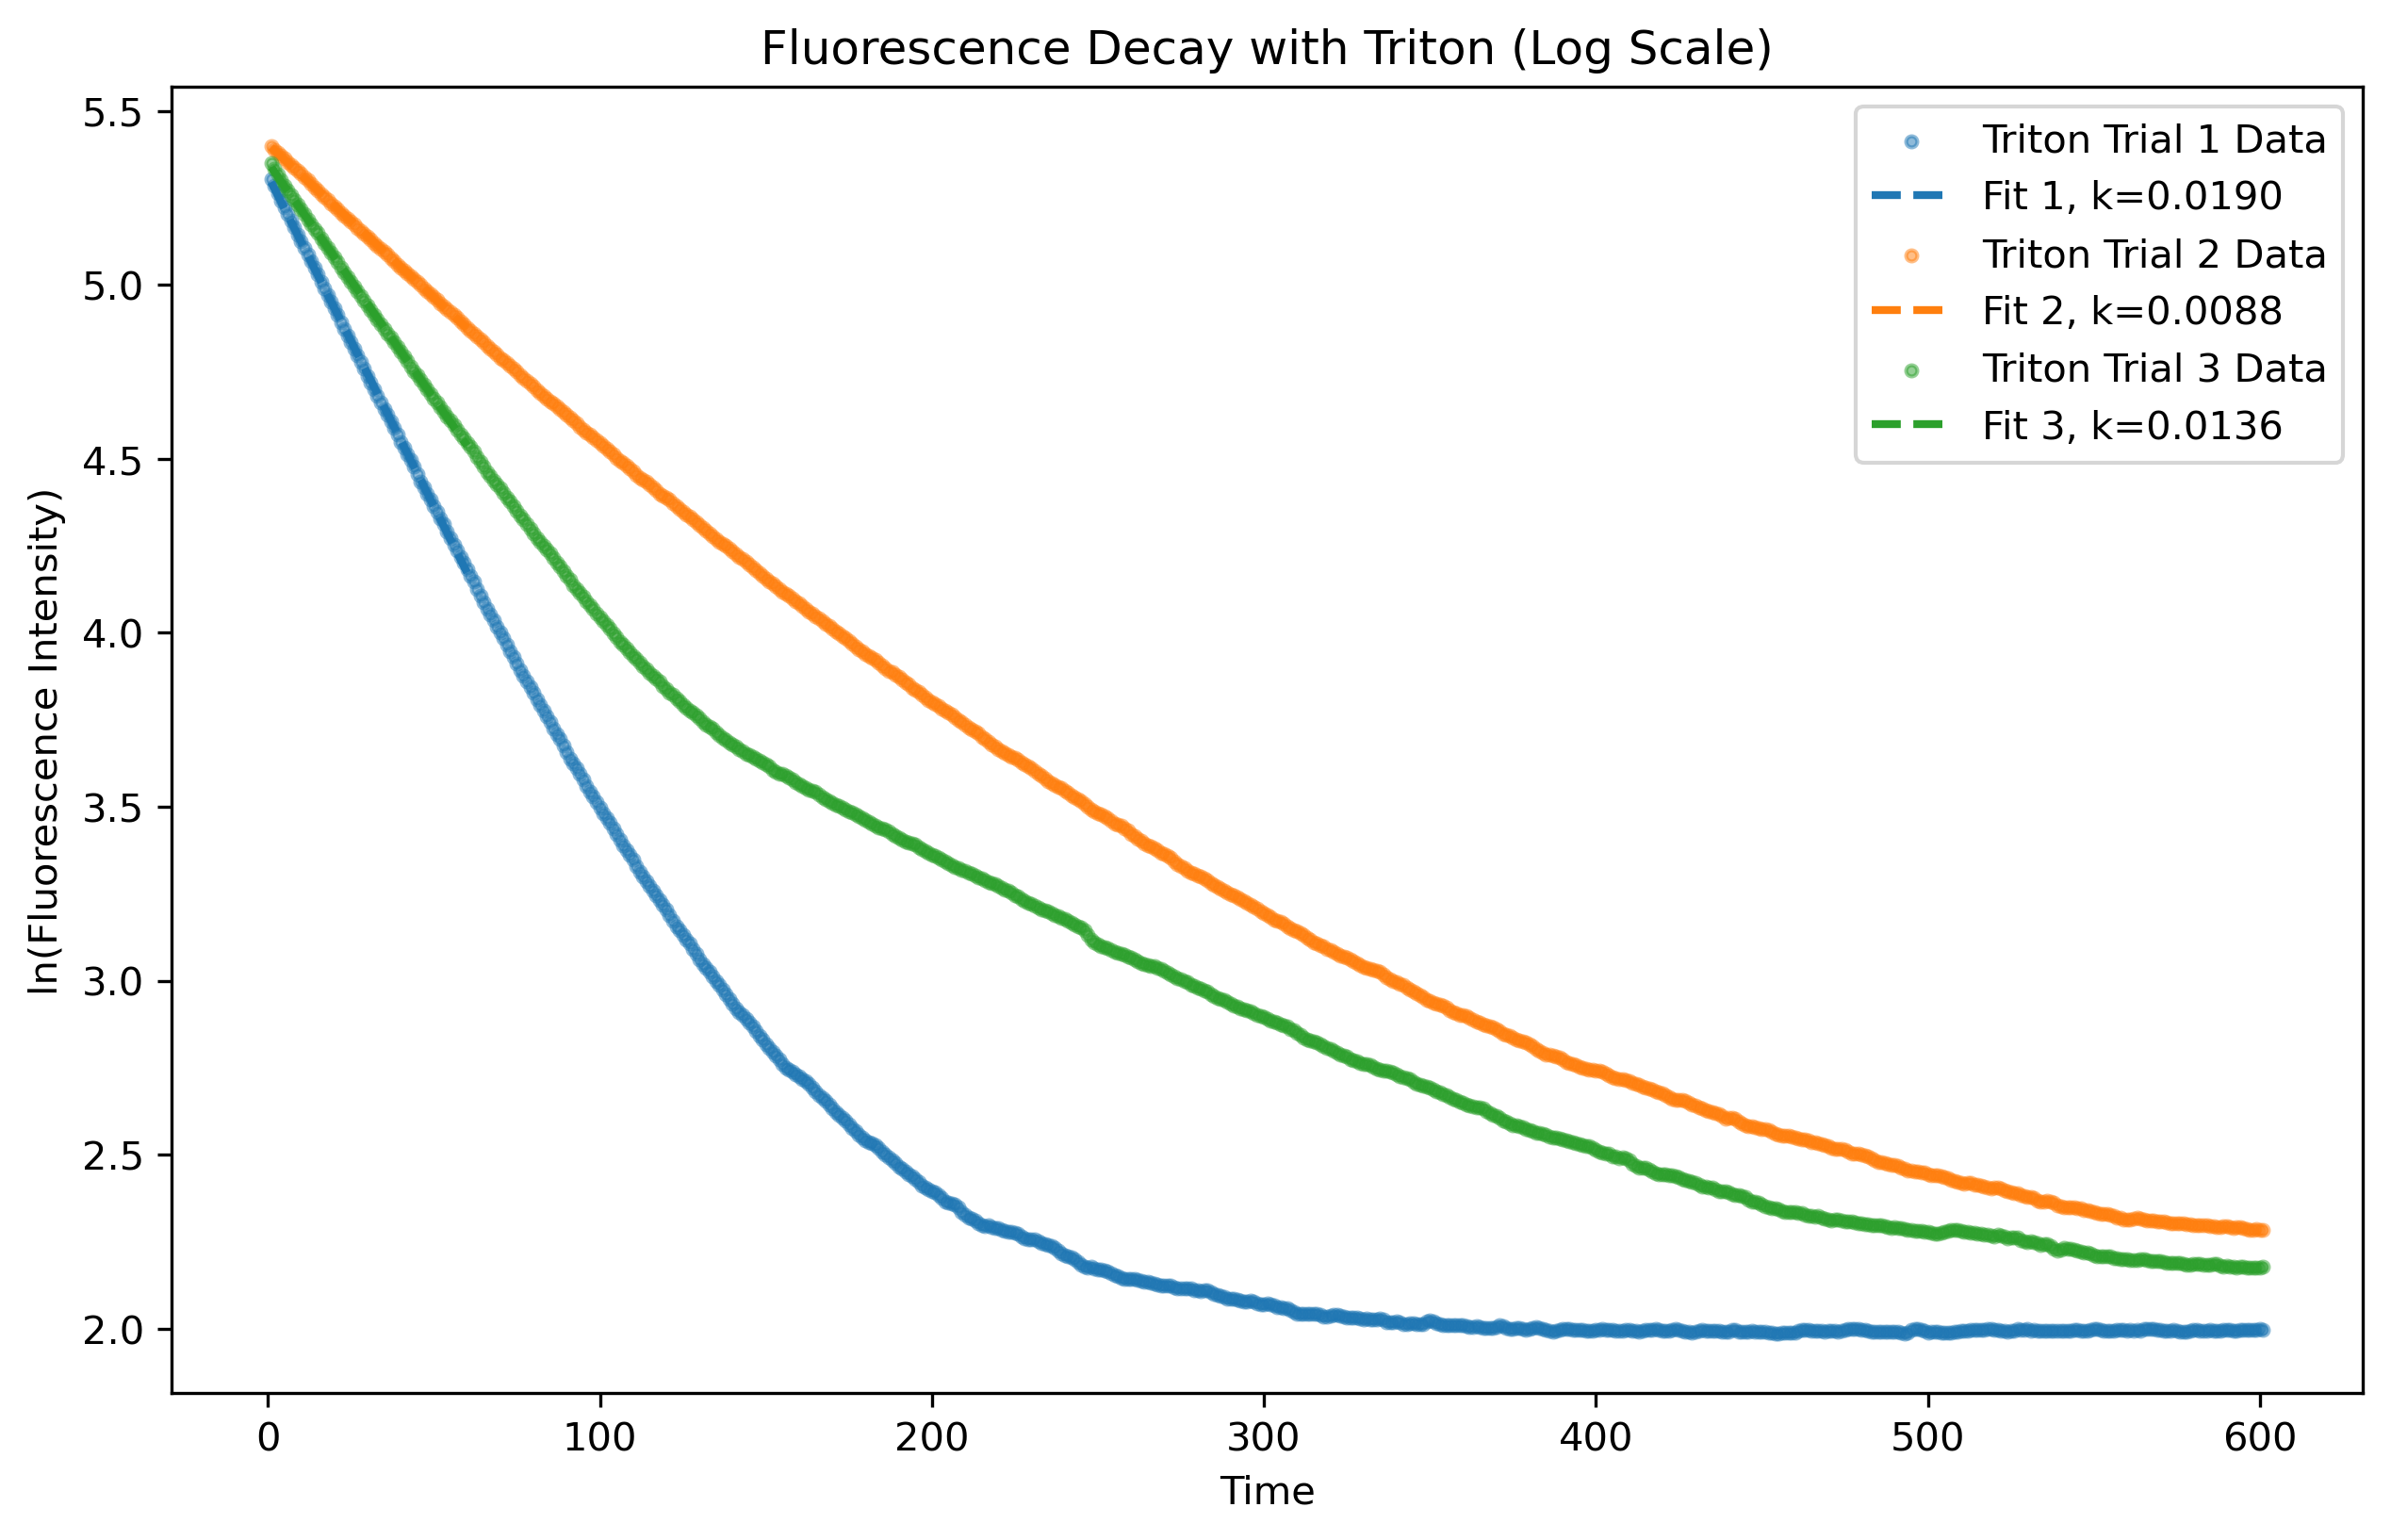 Fluorescence Decay with Triton (Log Scale)
5.5
5.0
4.5
4.0
3.5
3.0
2.5
2.0
ln(Fluorescence Intensity)
Triton Trial 1 Data
Fit 1, k=0.0190
Triton Trial 2 Data
Fit 2, k=0.0088
Triton Trial 3 Data
Fit 3, k=0.0136
0 100 200 300 400 500 600
Time